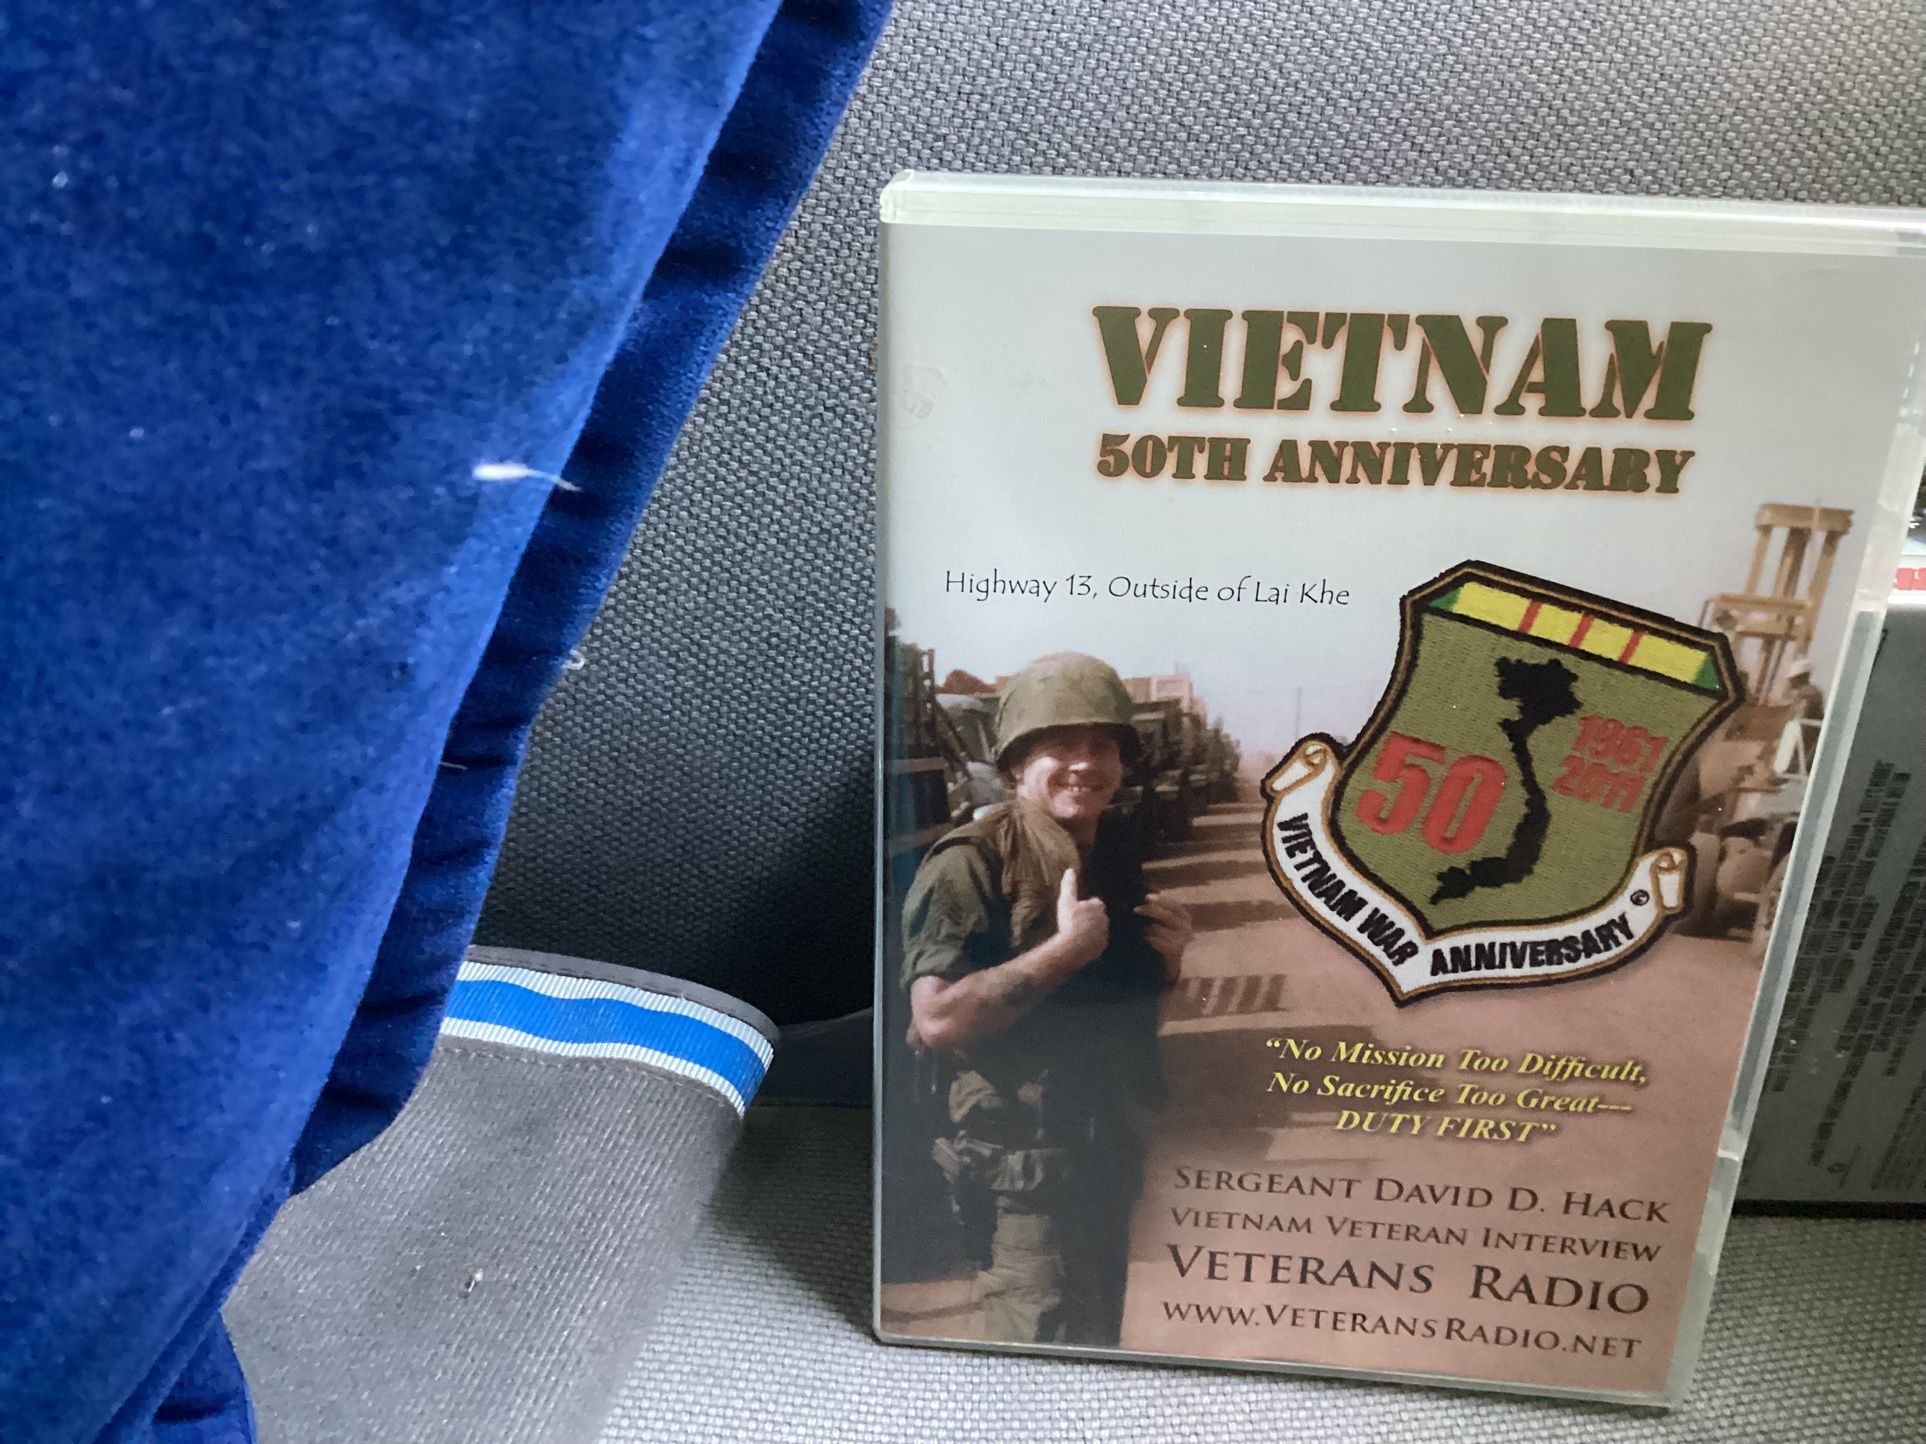 VIETNAM
50TH ANNIVERSARY
Highway 13, Outside of Lai Khe
50
1961
2011
VIETNAM WAR ANNIVERSARY ®
“No Mission Too Difficult,
No Sacrifice Too Great---
DUTY FIRST”
SERGEANT DAVID D. HACK
VIETNAM VETERAN INTERVIEW
VETERANS RADIO
WWW.VETERANSRADIO.NET